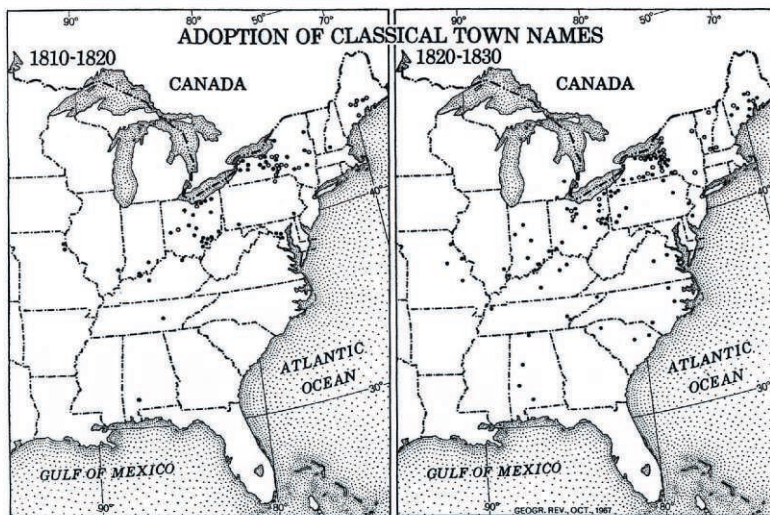 90° 80° 75° 70°
90° 80° 75° 70°
ADOPTION OF CLASSICAL TOWN NAMES
1810-1820
1820-1830
CANADA
CANADA
40°
40°
ATLANTIC
OCEAN
ATLANTIC
OCEAN
30°
30°
GULF OF MEXICO
GULF OF MEXICO
90°
80°
90°
80°
GEOGR. REV., OCT., 1967